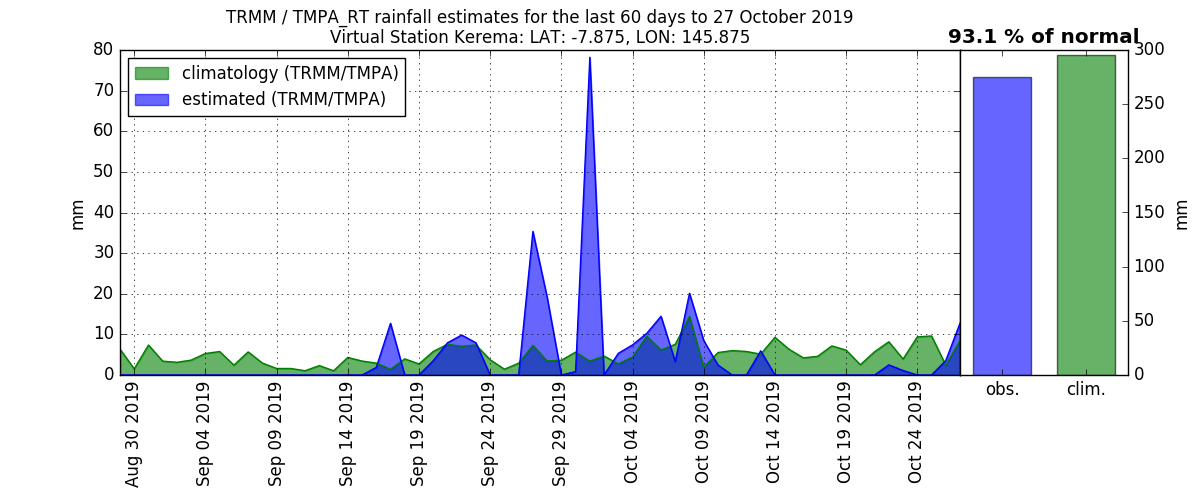 TRMM / TMPA_RT rainfall estimates for the last 60 days to 27 October 2019
Virtual Station Kerema: LAT: -7.875, LON: 145.875
93.1 % of normal
climatology (TRMM/TMPA)
estimated (TRMM/TMPA)
80
70
60
50
40
30
20
10
0
mm
Aug 30 2019
Sep 04 2019
Sep 09 2019
Sep 14 2019
Sep 19 2019
Sep 24 2019
Sep 29 2019
Oct 04 2019
Oct 09 2019
Oct 14 2019
Oct 19 2019
Oct 24 2019
300
250
200
150
100
50
0
mm
obs.
clim.